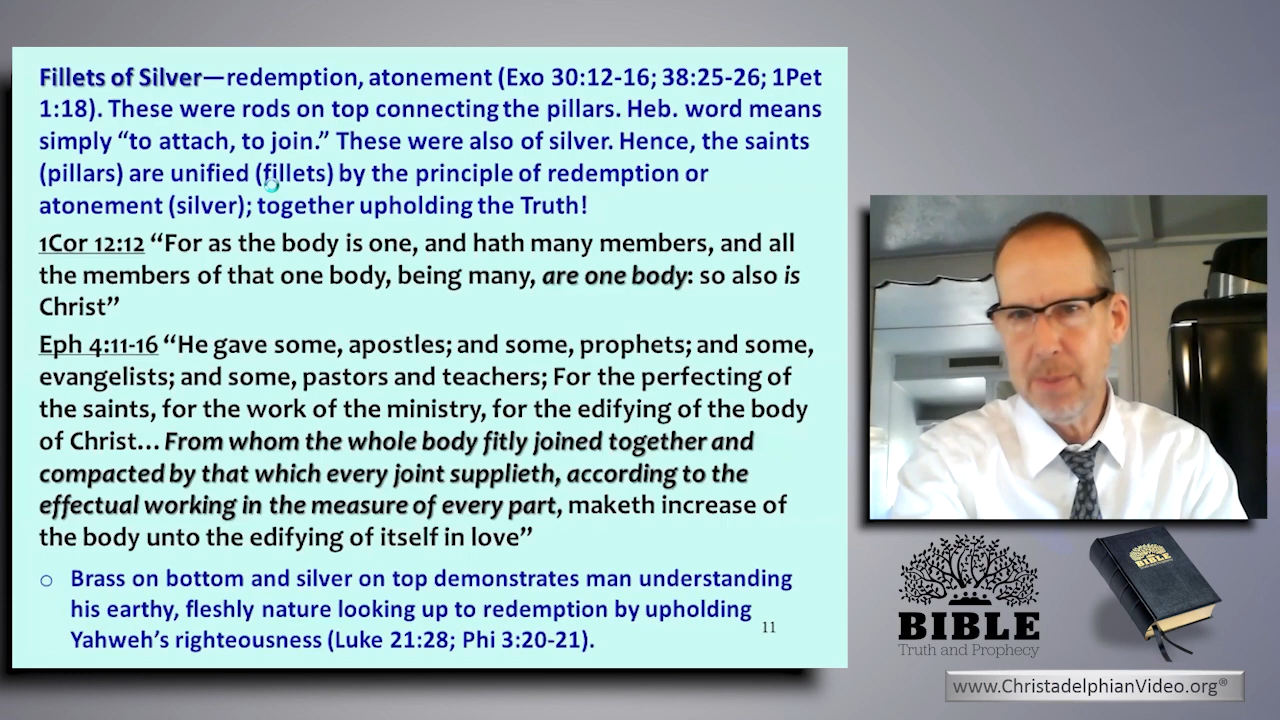 Fillets of Silver—redemption, atonement (Exo 30:12-16; 38:25-26; 1Pet
1:18). These were rods on top connecting the pillars. Heb. word means
simply “to attach, to join.” These were also of silver. Hence, the saints
(pillars) are unified (fillets) by the principle of redemption or
atonement (silver); together upholding the Truth!
1Cor 12:12 “For as the body is one, and hath many members, and all
the members of that one body, being many, are one body: so also is
Christ”
Eph 4:11-16 “He gave some, apostles; and some, prophets; and some,
evangelists; and some, pastors and teachers; For the perfecting of
the saints, for the work of the ministry, for the edifying of the body
of Christ… From whom the whole body fitly joined together and
compacted by that which every joint supplieth, according to the
effectual working in the measure of every part, maketh increase of
the body unto the edifying of itself in love”
o Brass on bottom and silver on top demonstrates man understanding
his earthy, fleshly nature looking up to redemption by upholding
Yahweh’s righteousness (Luke 21:28; Phi 3:20-21).
11
BIBLE
Truth and Prophecy
BIBLE
www.ChristadelphianVideo.org®